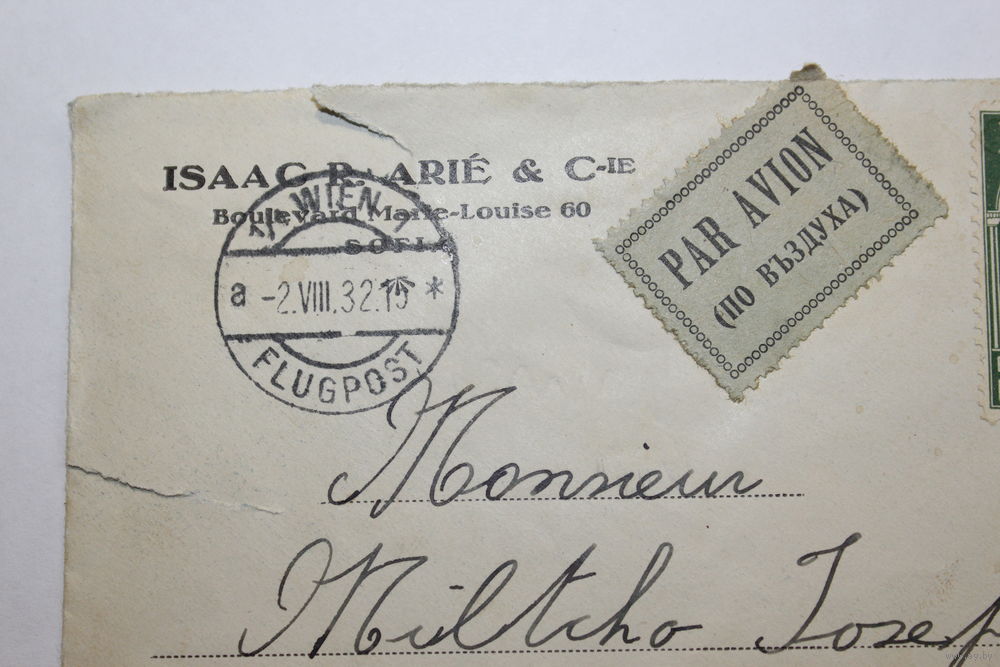 ISAAC R. ARIÉ & C-IE
Boulevard Marie-Louise 60
SOFIA
WIEN 1
a -2.VIII.32.15 *
FLUGPOST
PAR AVION
(ПО ВЪЗДУХА)
Monsieur
Miltcho Josef